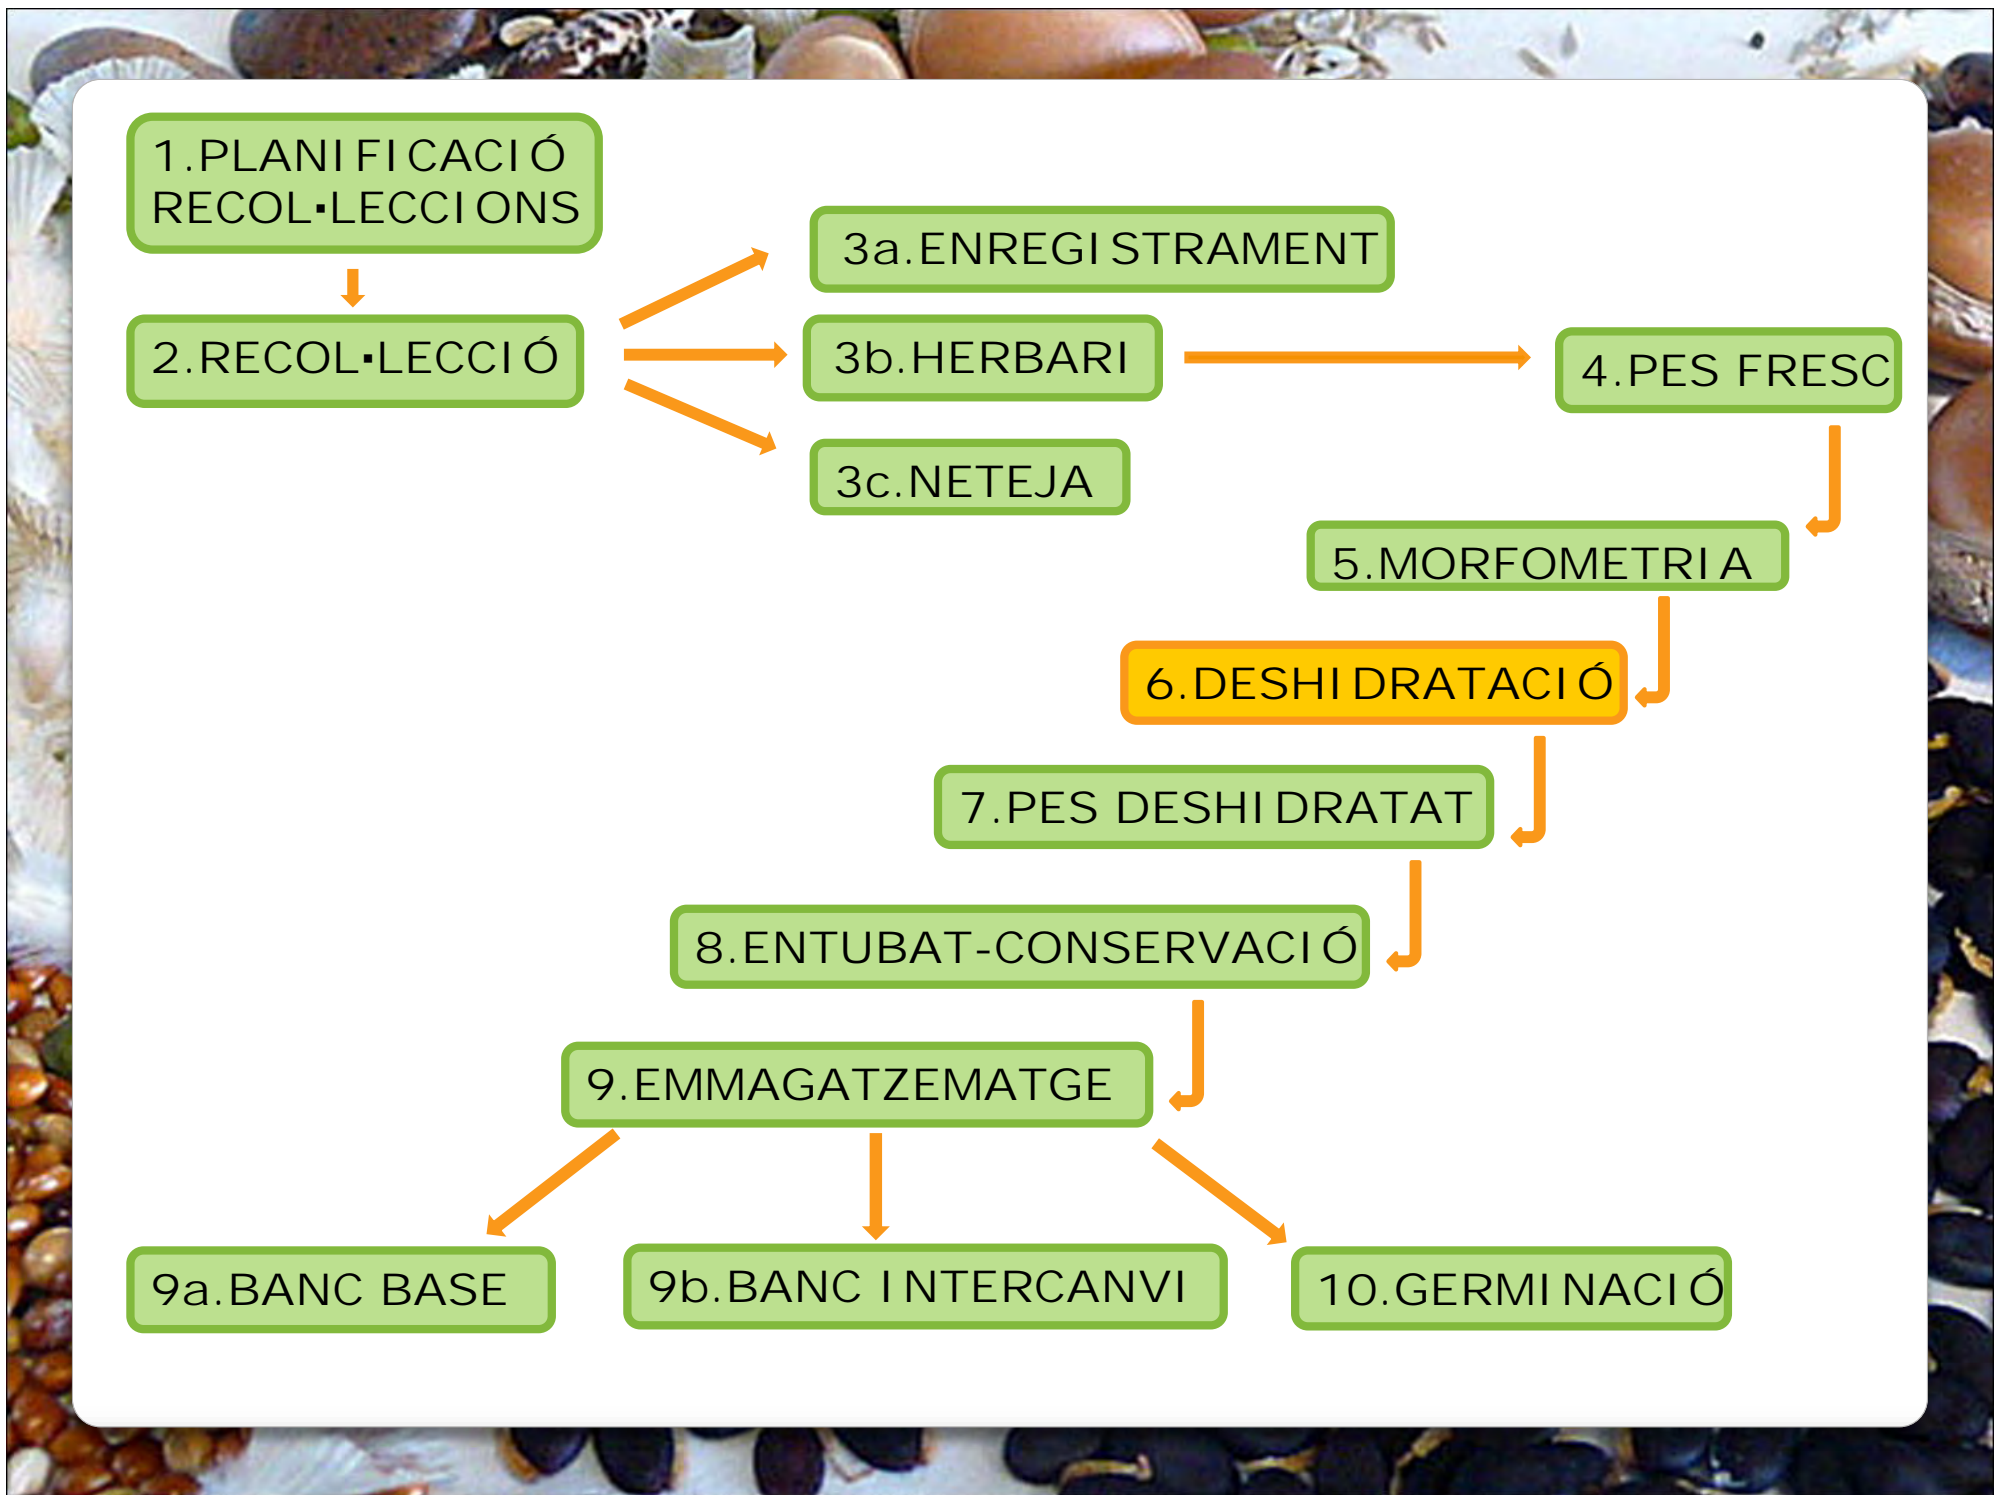 1.PLANIFICACIÓ
RECOL·LECCIONS
2.RECOL·LECCIÓ
3a.ENREGISTRAMENT
3b.HERBARI
3c.NETEJA
4.PES FRESC
5.MORFOMETRIA
6.DESHIDRATACIÓ
7.PES DESHIDRATAT
8.ENTUBAT-CONSERVACIÓ
9.EMMAGATZEMATGE
9a.BANC BASE
9b.BANC INTERCANVI
10.GERMINACIÓ